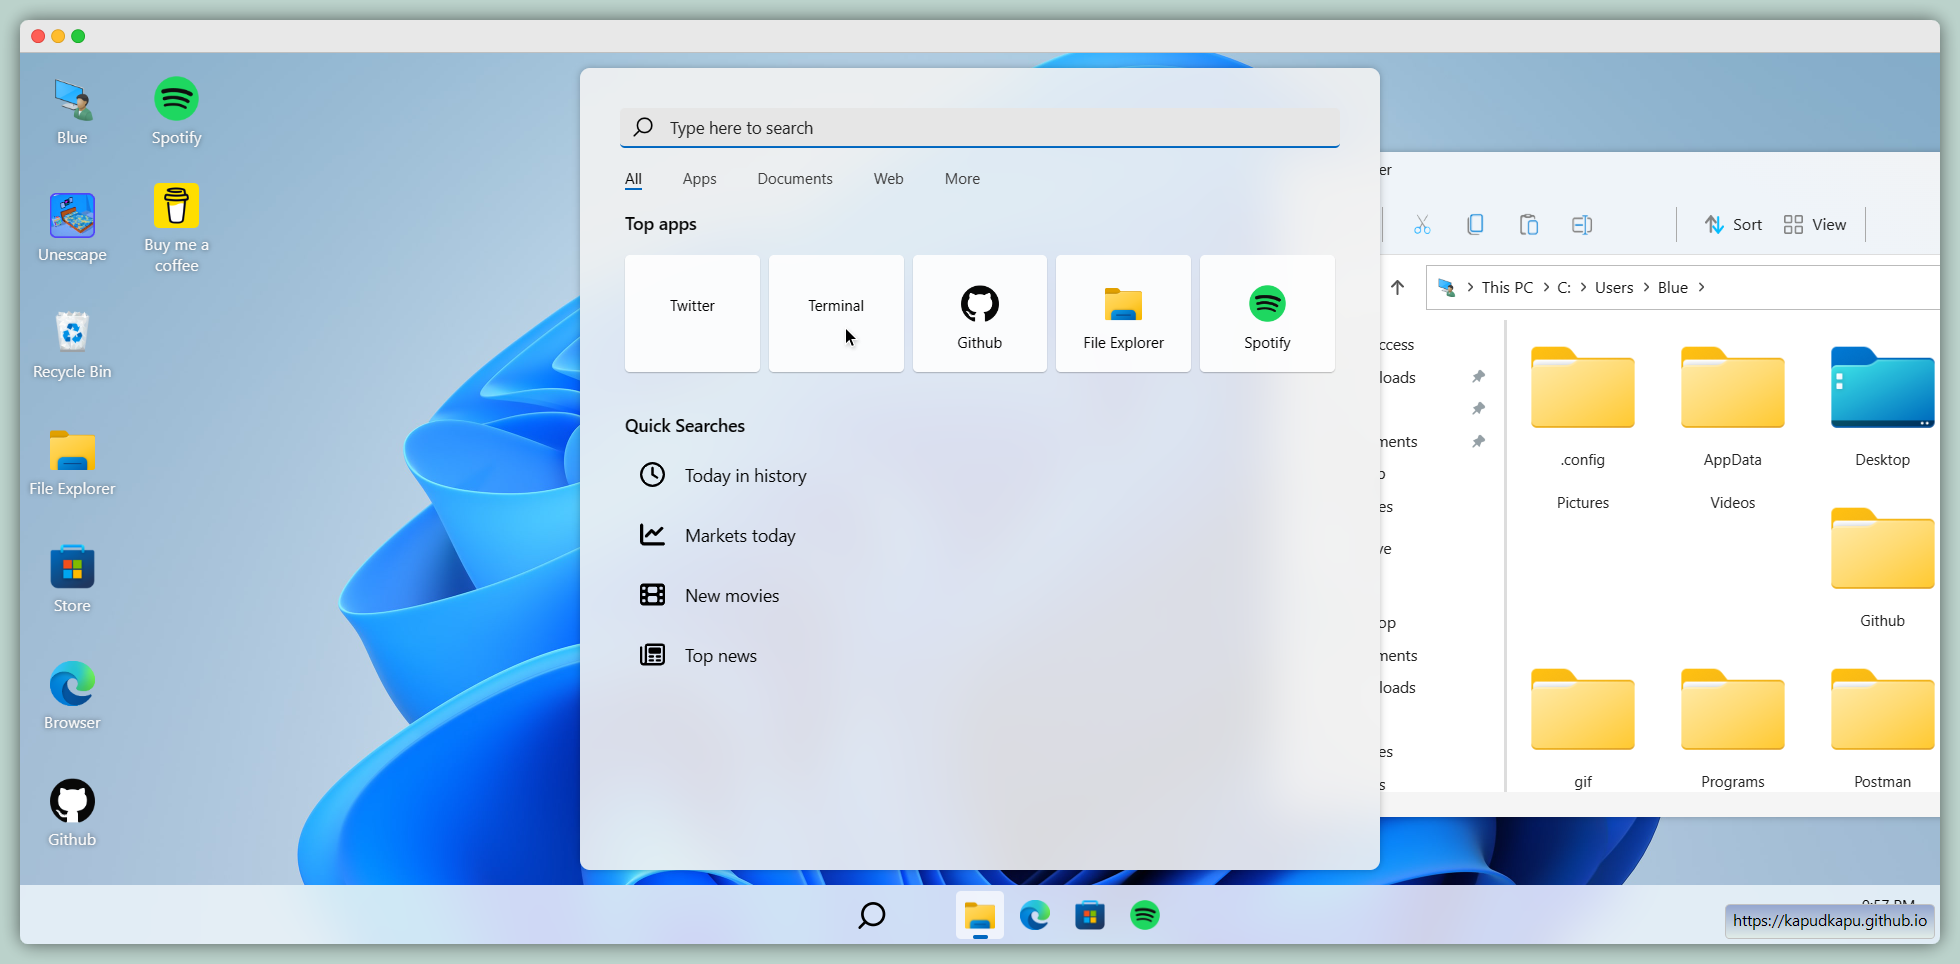 Blue
Spotify
Unescape
Buy me a
coffee
Recycle Bin
File Explorer
Store
Browser
Github
Type here to search
All
Apps
Documents
Web
More
Top apps
Twitter
Terminal
Github
File Explorer
Spotify
Quick Searches
Today in history
Markets today
New movies
Top news
er
Sort
View
This PC
C:
Users
Blue
ccess
loads
ments
es
ve
op
ments
loads
es
s
.config
AppData
Desktop
Pictures
Videos
Github
gif
Programs
Postman
https://kapudkapu.github.io